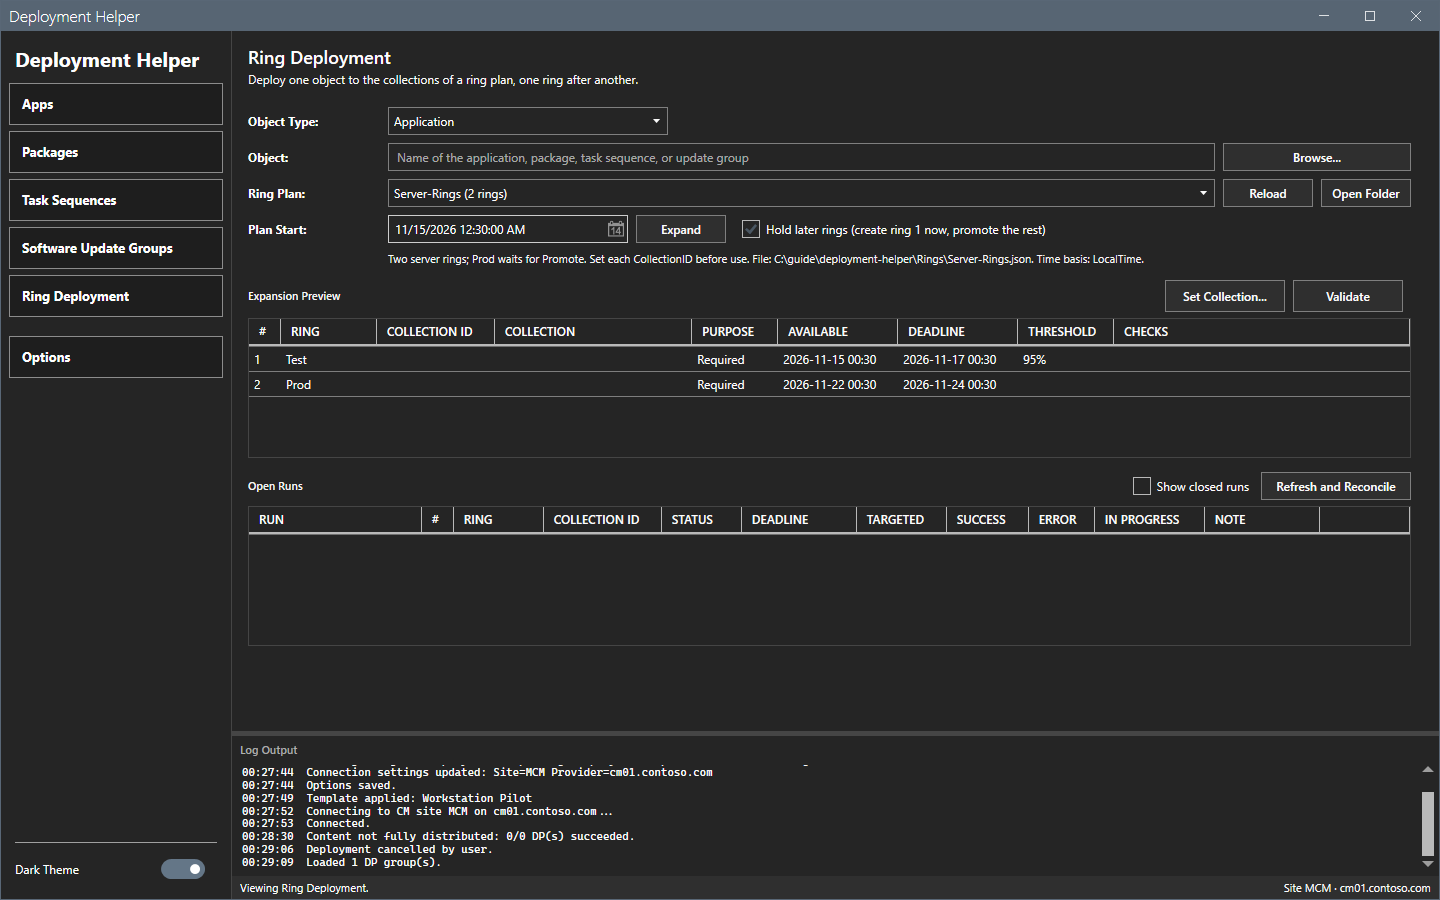 Deployment Helper
Deployment Helper
Apps
Packages
Task Sequences
Software Update Groups
Ring Deployment
Options
Dark Theme
Ring Deployment
Deploy one object to the collections of a ring plan, one ring after another.
Object Type: Application
Object: Name of the application, package, task sequence, or update group Browse...
Ring Plan: Server-Rings (2 rings) Reload Open Folder
Plan Start: 11/15/2026 12:30:00 AM 14 Expand Hold later rings (create ring 1 now, promote the rest)
Two server rings; Prod waits for Promote. Set each CollectionID before use. File: C:\guide\deployment-helper\Rings\Server-Rings.json. Time basis: LocalTime.
Expansion Preview Set Collection... Validate
# RING COLLECTION ID COLLECTION PURPOSE AVAILABLE DEADLINE THRESHOLD CHECKS
1 Test Required 2026-11-15 00:30 2026-11-17 00:30 95%
2 Prod Required 2026-11-22 00:30 2026-11-24 00:30
Open Runs Show closed runs Refresh and Reconcile
RUN # RING COLLECTION ID STATUS DEADLINE TARGETED SUCCESS ERROR IN PROGRESS NOTE
Log Output
00:27:44 Connection settings updated: Site=MCM Provider=cm01.contoso.com
00:27:44 Options saved.
00:27:49 Template applied: Workstation Pilot
00:27:52 Connecting to CM site MCM on cm01.contoso.com...
00:27:53 Connected.
00:28:30 Content not fully distributed: 0/0 DP(s) succeeded.
00:29:06 Deployment cancelled by user.
00:29:09 Loaded 1 DP group(s).
Viewing Ring Deployment. Site MCM · cm01.contoso.com